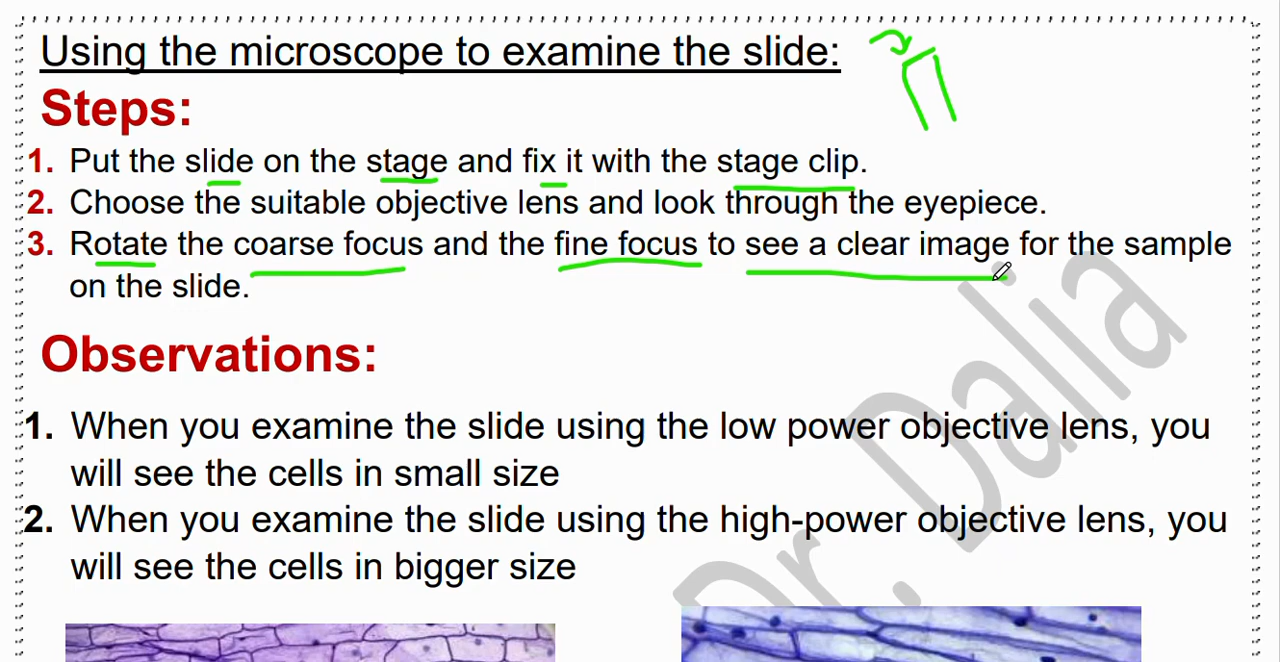 Using the microscope to examine the slide:
Steps:
1. Put the slide on the stage and fix it with the stage clip.
2. Choose the suitable objective lens and look through the eyepiece.
3. Rotate the coarse focus and the fine focus to see a clear image for the sample
on the slide.
Observations:
1. When you examine the slide using the low power objective lens, you
will see the cells in small size
2. When you examine the slide using the high-power objective lens, you
will see the cells in bigger size
Dr. Dalia